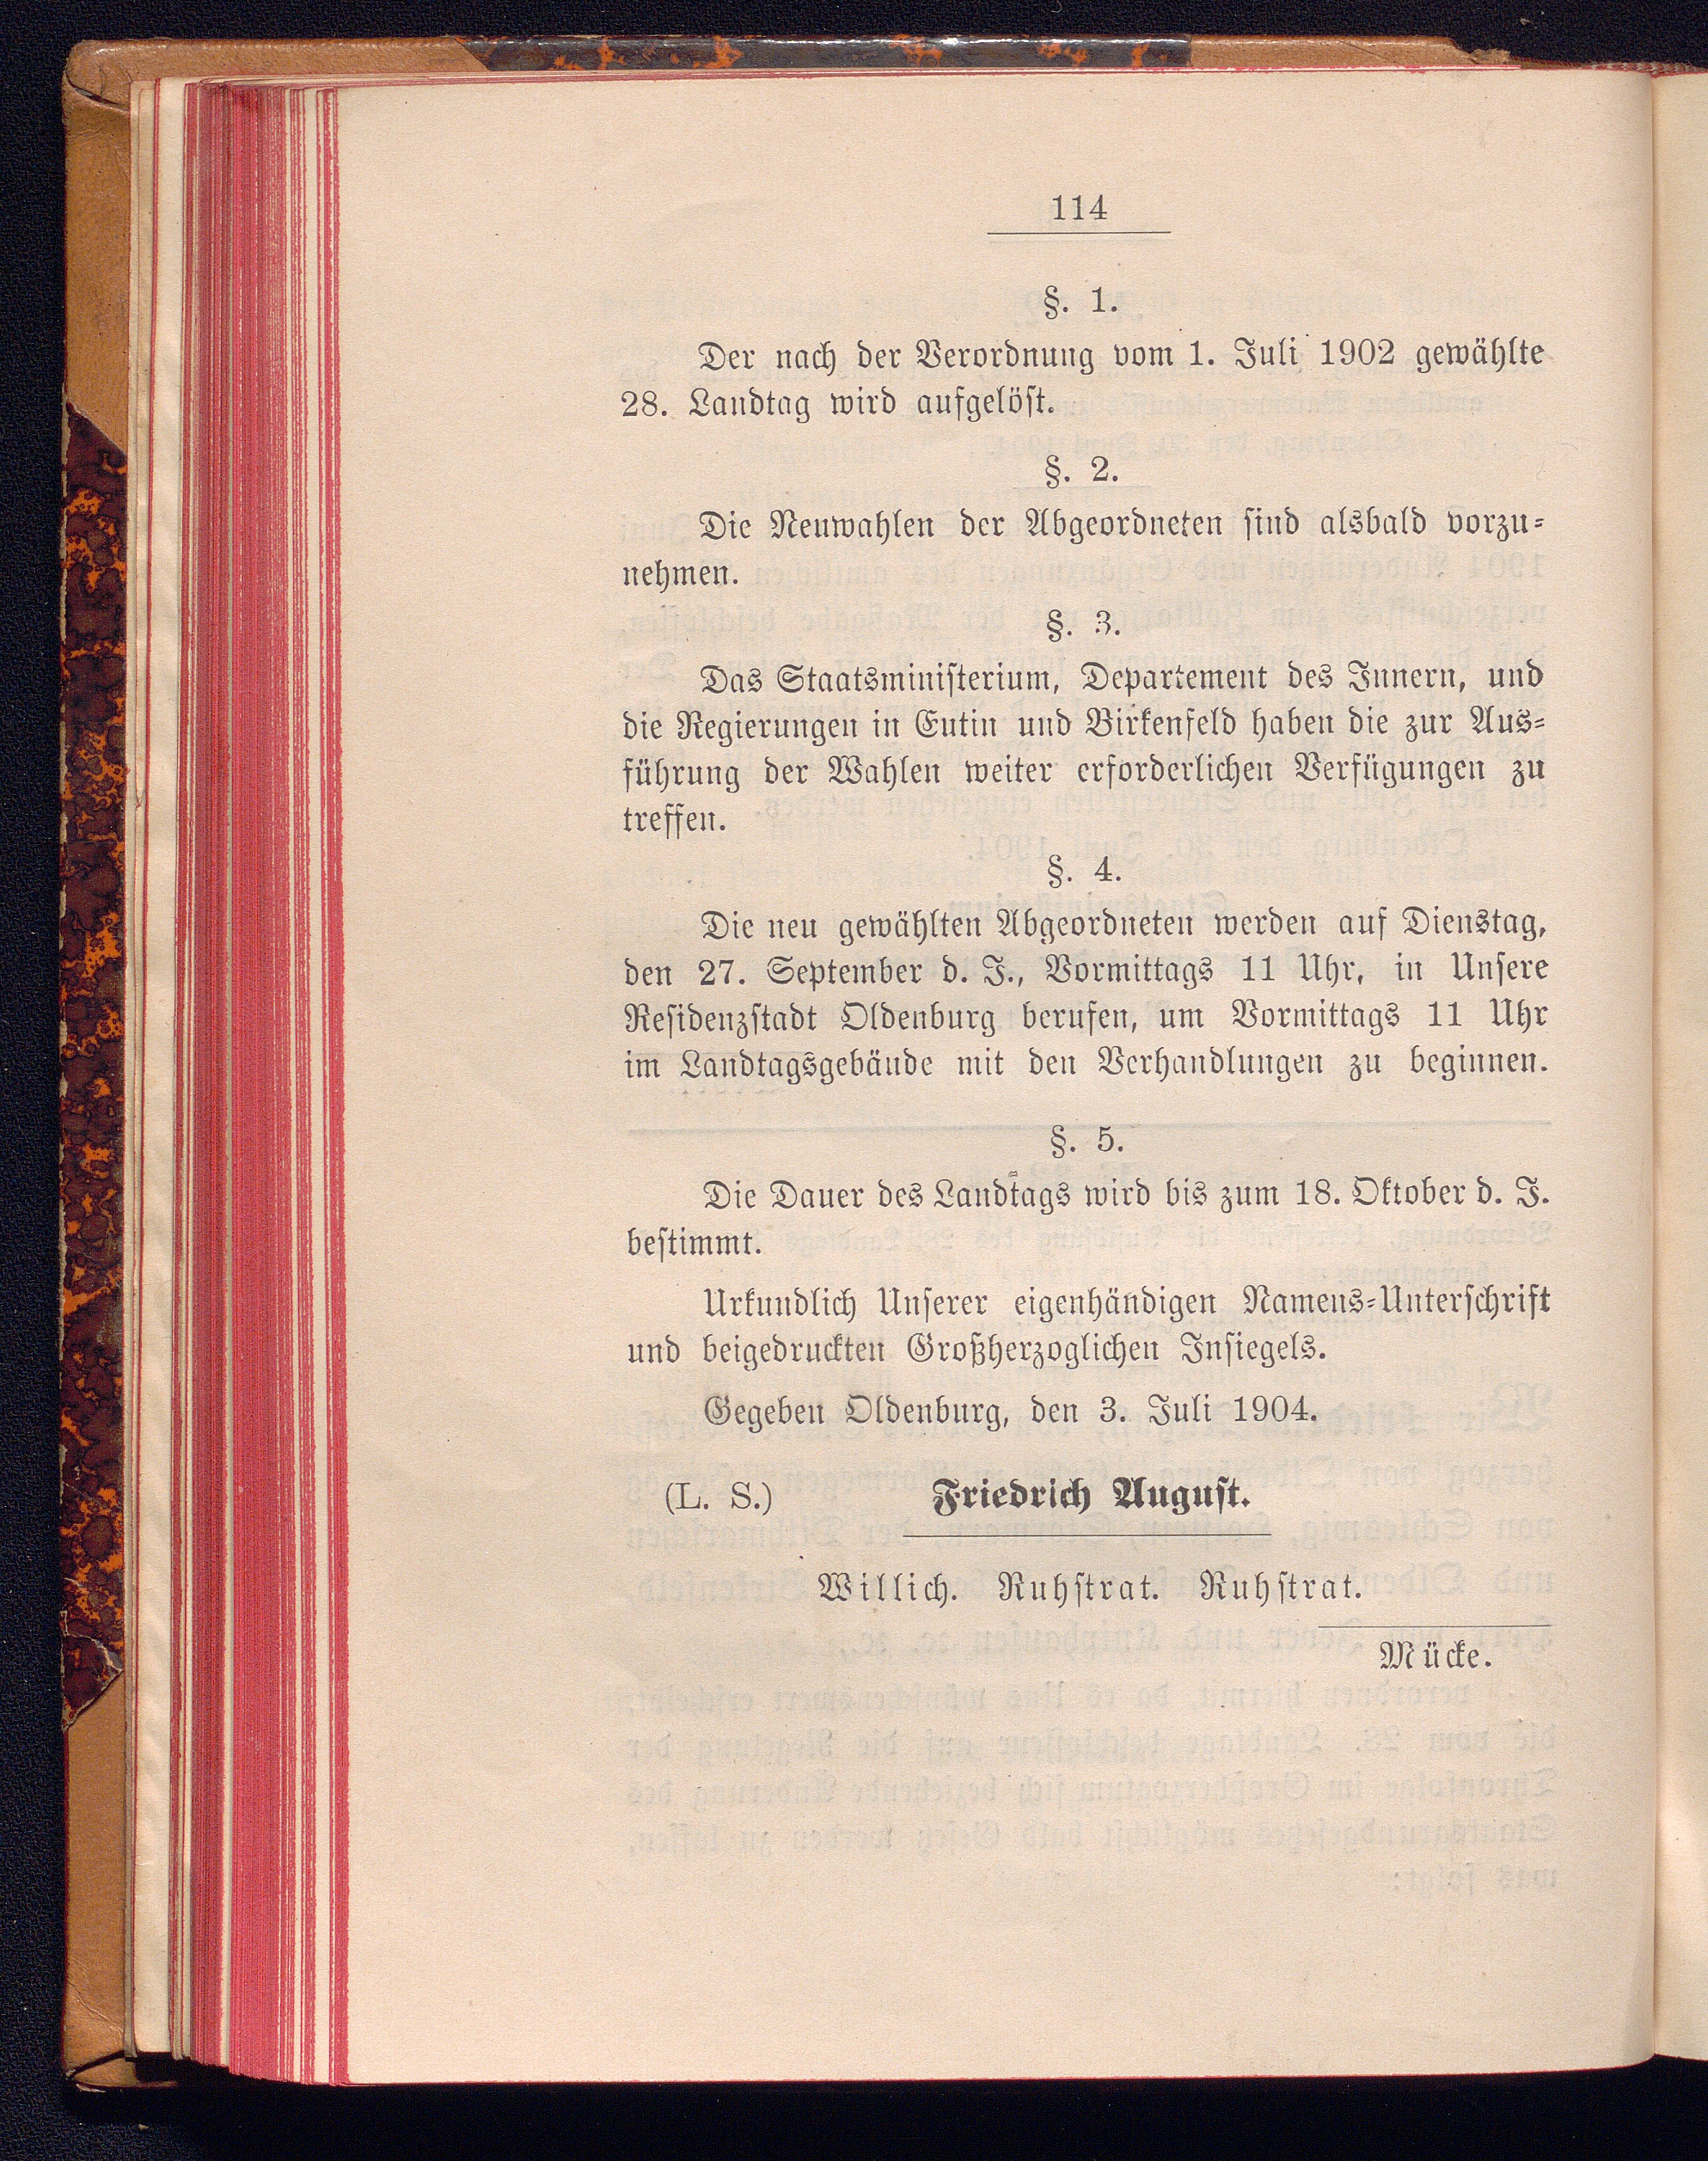 114
§. 1.
Der nach der Verordnung vom 1. Juli 1902 gewählte
28. Landtag wird aufgelöst.
§. 2.
Die Neuwahlen der Abgeordneten sind alsbald vorzu-
nehmen.
§. 3.
Das Staatsministerium, Departement des Innern, und
die Regierungen in Eutin und Birkenfeld haben die zur Aus-
führung der Wahlen weiter erforderlichen Verfügungen zu
treffen.
§. 4.
Die neu gewählten Abgeordneten werden auf Dienstag,
den 27. September d. J., Vormittags 11 Uhr, in Unsere
Residenzstadt Oldenburg berufen, um Vormittags 11 Uhr
im Landtagsgebäude mit den Verhandlungen zu beginnen.
§. 5.
Die Dauer des Landtags wird bis zum 18. Oktober d. J.
bestimmt.
Urkundlich Unserer eigenhändigen Namens-Unterschrift
und beigedruckten Großherzoglichen Insiegels.
Gegeben Oldenburg, den 3. Juli 1904.
(L. S.) Friedrich August.
Willich. Ruhstrat. Ruhstrat.
Mücke.